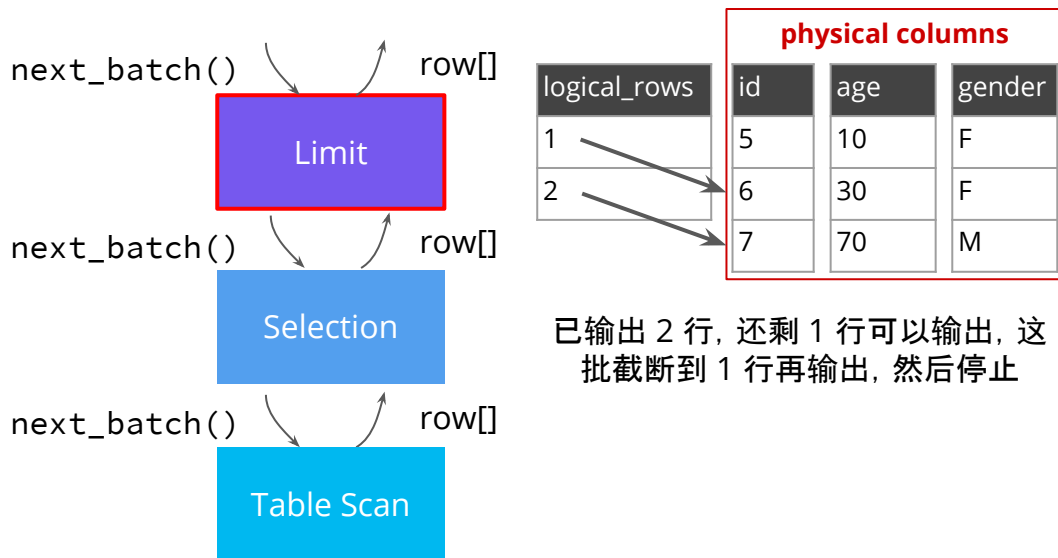 next_batch()
row[]
Limit
next_batch()
row[]
Selection
next_batch()
row[]
Table Scan
physical columns
logical_rows id age gender
1 5 10 F
2 6 30 F
7 70 M
已输出 2 行, 还剩 1 行可以输出, 这
批截断到 1 行再输出, 然后停止